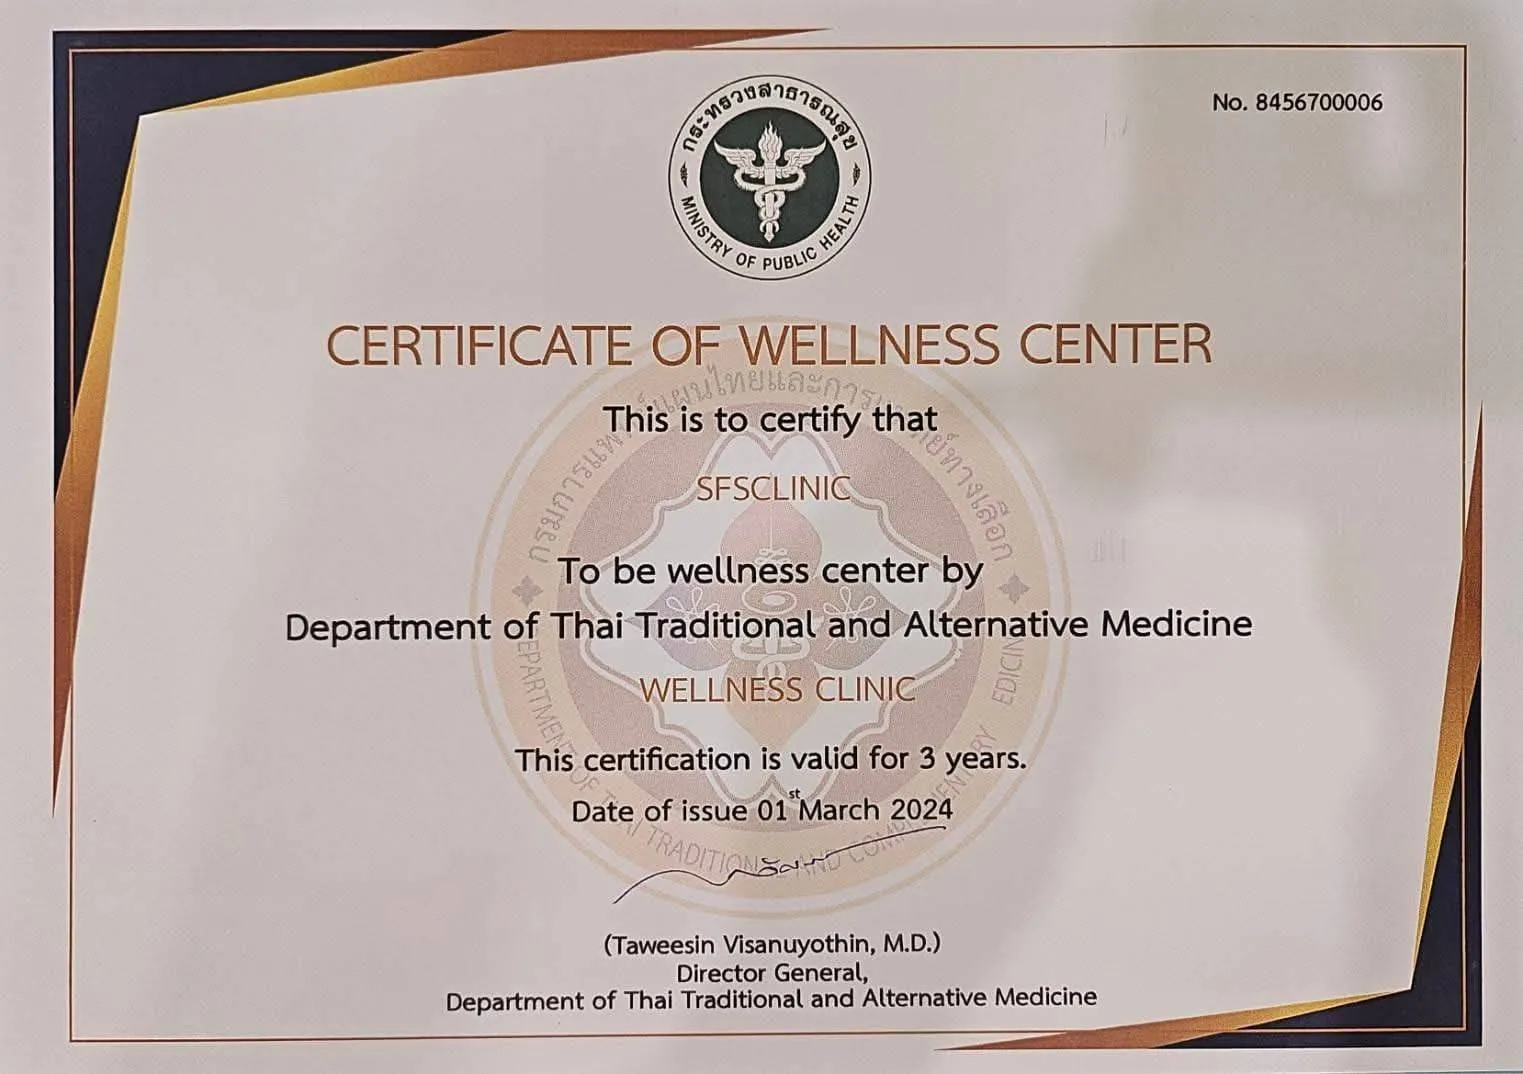 No. 8456700006
กระทรวงสาธารณสุข
MINISTRY OF PUBLIC HEALTH
CERTIFICATE OF WELLNESS CENTER
This is to certify that
SFSCLINIC
To be wellness center by
Department of Thai Traditional and Alternative Medicine
WELLNESS CLINIC
This certification is valid for 3 years.
Date of issue 01st March 2024
(Taweesin Visanuyothin, M.D.)
Director General,
Department of Thai Traditional and Alternative Medicine